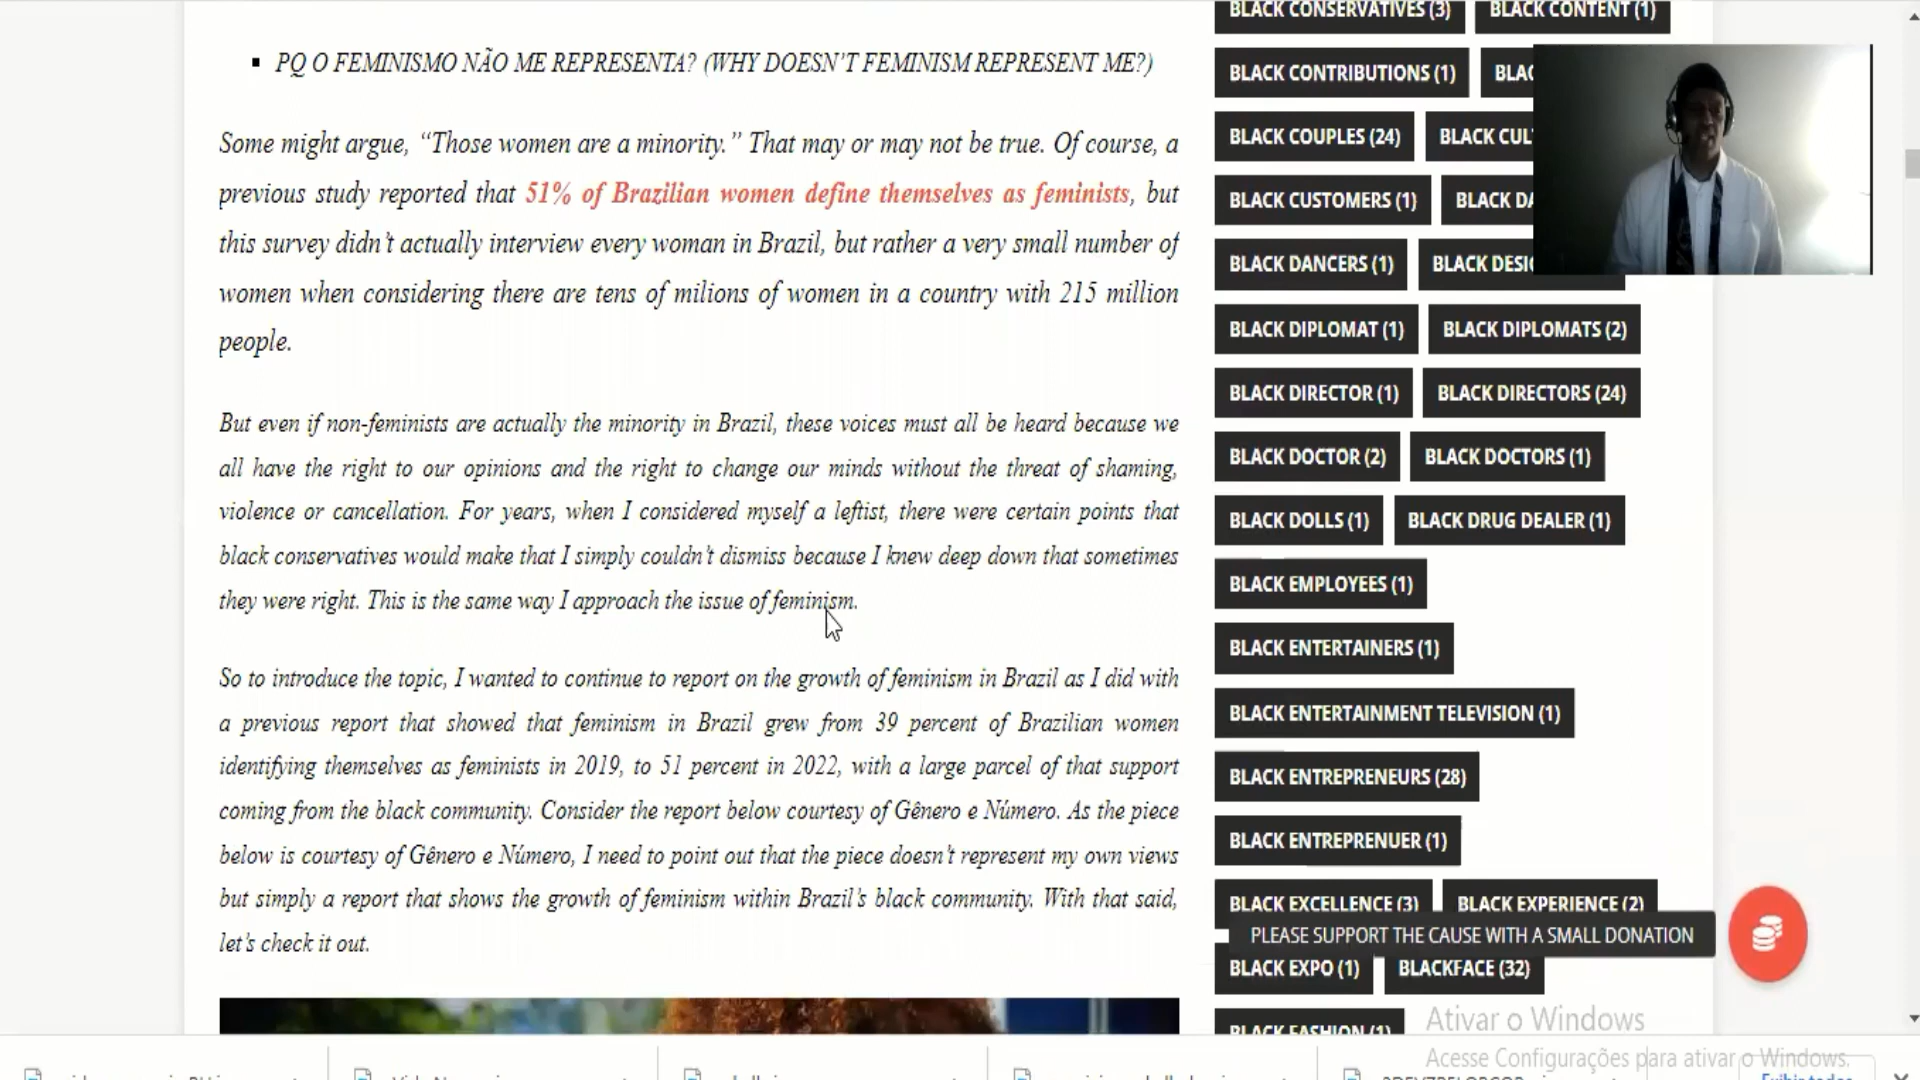 PQ O FEMINISMO NÃO ME REPRESENTA? (WHY DOESN'T FEMINISM REPRESENT ME?)
Some might argue, “Those women are a minority.” That may or may not be true. Of course, a
previous study reported that 51% of Brazilian women define themselves as feminists, but
this survey didn't actually interview every woman in Brazil, but rather a very small number of
women when considering there are tens of milions of women in a country with 215 million
people.
But even if non-feminists are actually the minority in Brazil, these voices must all be heard because we
all have the right to our opinions and the right to change our minds without the threat of shaming,
violence or cancellation. For years, when I considered myself a leftist, there were certain points that
black conservatives would make that I simply couldn't dismiss because I knew deep down that sometimes
they were right. This is the same way I approach the issue of feminism.
So to introduce the topic, I wanted to continue to report on the growth of feminism in Brazil as I did with
a previous report that showed that feminism in Brazil grew from 39 percent of Brazilian women
identifying themselves as feminists in 2019, to 51 percent in 2022, with a large parcel of that support
coming from the black community. Consider the report below courtesy of Gênero e Número. As the piece
below is courtesy of Gênero e Número, I need to point out that the piece doesn't represent my own views
but simply a report that shows the growth of feminism within Brazil's black community. With that said,
let's check it out.
BLACK CONSERVATIVES (3) BLACK CONTENT (1)
BLACK CONTRIBUTIONS (1)
BLACK COUPLES (24) BLACK
BLACK CUSTOMERS (1) BLACK
BLACK DANCERS (1) BLACK
BLACK DIPLOMAT (1) BLACK DIPLOMATS (2)
BLACK DIRECTOR (1) BLACK DIRECTORS (24)
BLACK DOCTOR (2) BLACK DOCTORS (1)
BLACK DOLLS (1) BLACK DRUG DEALER (1)
BLACK EMPLOYEES (1)
BLACK ENTERTAINERS (1)
BLACK ENTERTAINMENT TELEVISION (1)
BLACK ENTREPRENEURS (28)
BLACK ENTREPRENUER (1)
BLACK EXCELLENCE (3) BLACK EXPERIENCE (2)
PLEASE SUPPORT THE CAUSE WITH A SMALL DONATION
BLACK EXPO (1) BLACKFACE (32)
BLACK FASHION (1)
Ativar o Windows
Acesse Configurações para ativar o Windows.